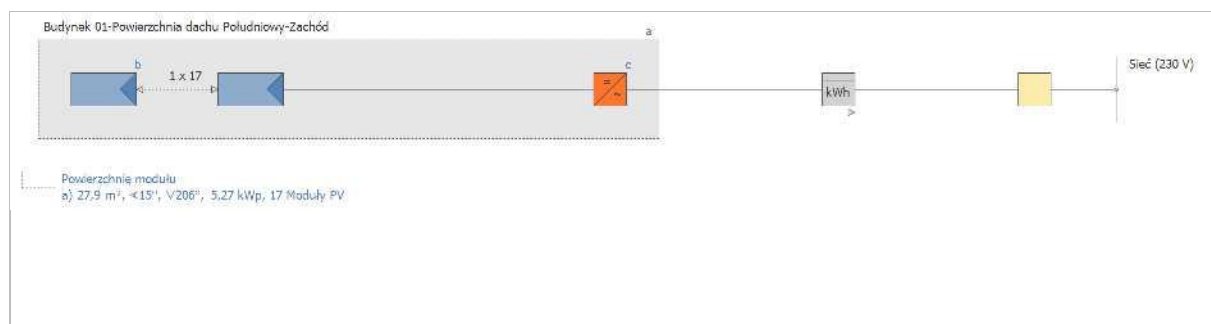 Budynek 01-Powierzchnia dachu Południowy-Zachód
a
b
1 x 17
c
=
~
kWh
>
Sieć (230 V)
Powierzchnię modułu
a) 27,9 m², ∢15°, ∨206°, 5,27 kWp, 17 Moduły PV